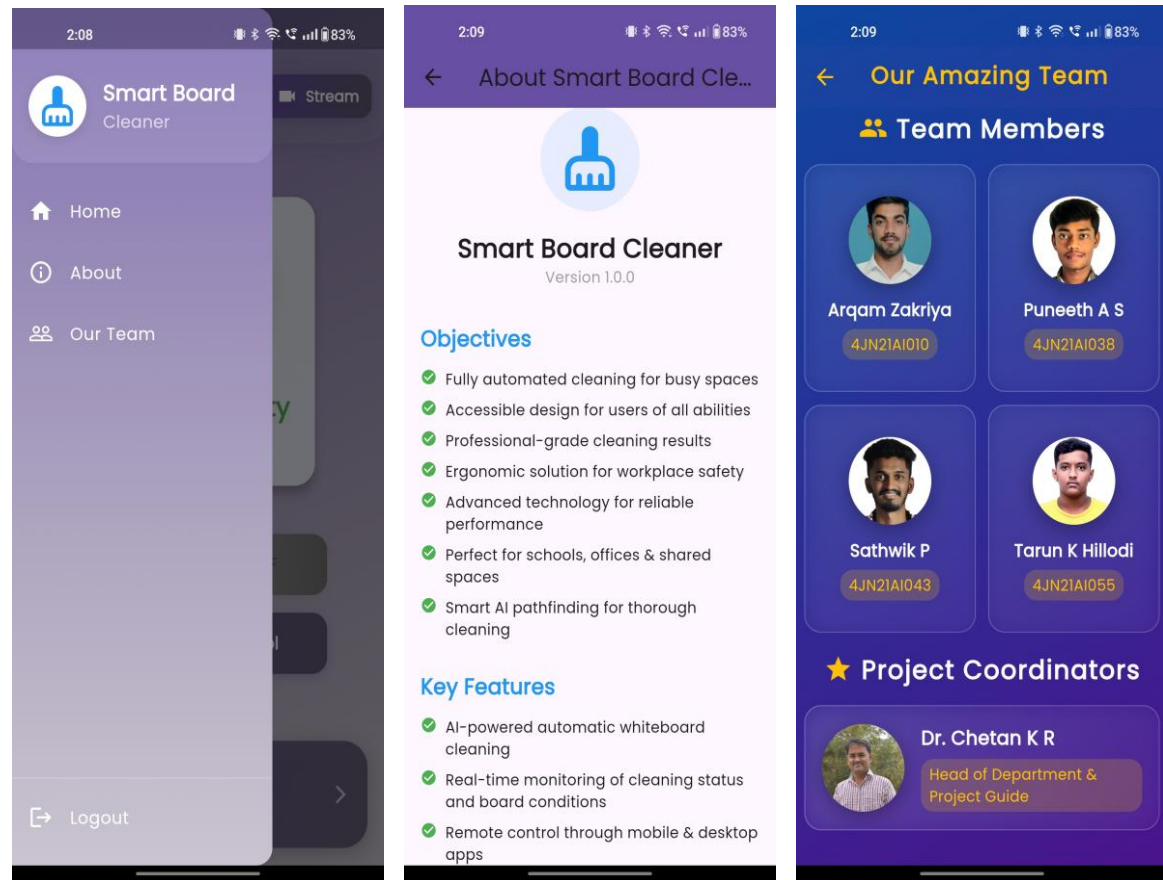 2:08
83%
Smart Board
Cleaner
Stream
Home
About
Our Team
Logout
2:09
83%
About Smart Board Cle...
Smart Board Cleaner
Version 1.0.0
Objectives
Fully automated cleaning for busy spaces
Accessible design for users of all abilities
Professional-grade cleaning results
Ergonomic solution for workplace safety
Advanced technology for reliable
performance
Perfect for schools, offices & shared
spaces
Smart AI pathfinding for thorough
cleaning
Key Features
AI-powered automatic whiteboard
cleaning
Real-time monitoring of cleaning status
and board conditions
Remote control through mobile & desktop
apps
2:09
83%
Our Amazing Team
Team Members
Arqam Zakriya
4JN21AI010
Puneeth A S
4JN21AI038
Sathwik P
4JN21AI043
Tarun K Hillodi
4JN21AI055
Project Coordinators
Dr. Chetan K R
Head of Department &
Project Guide